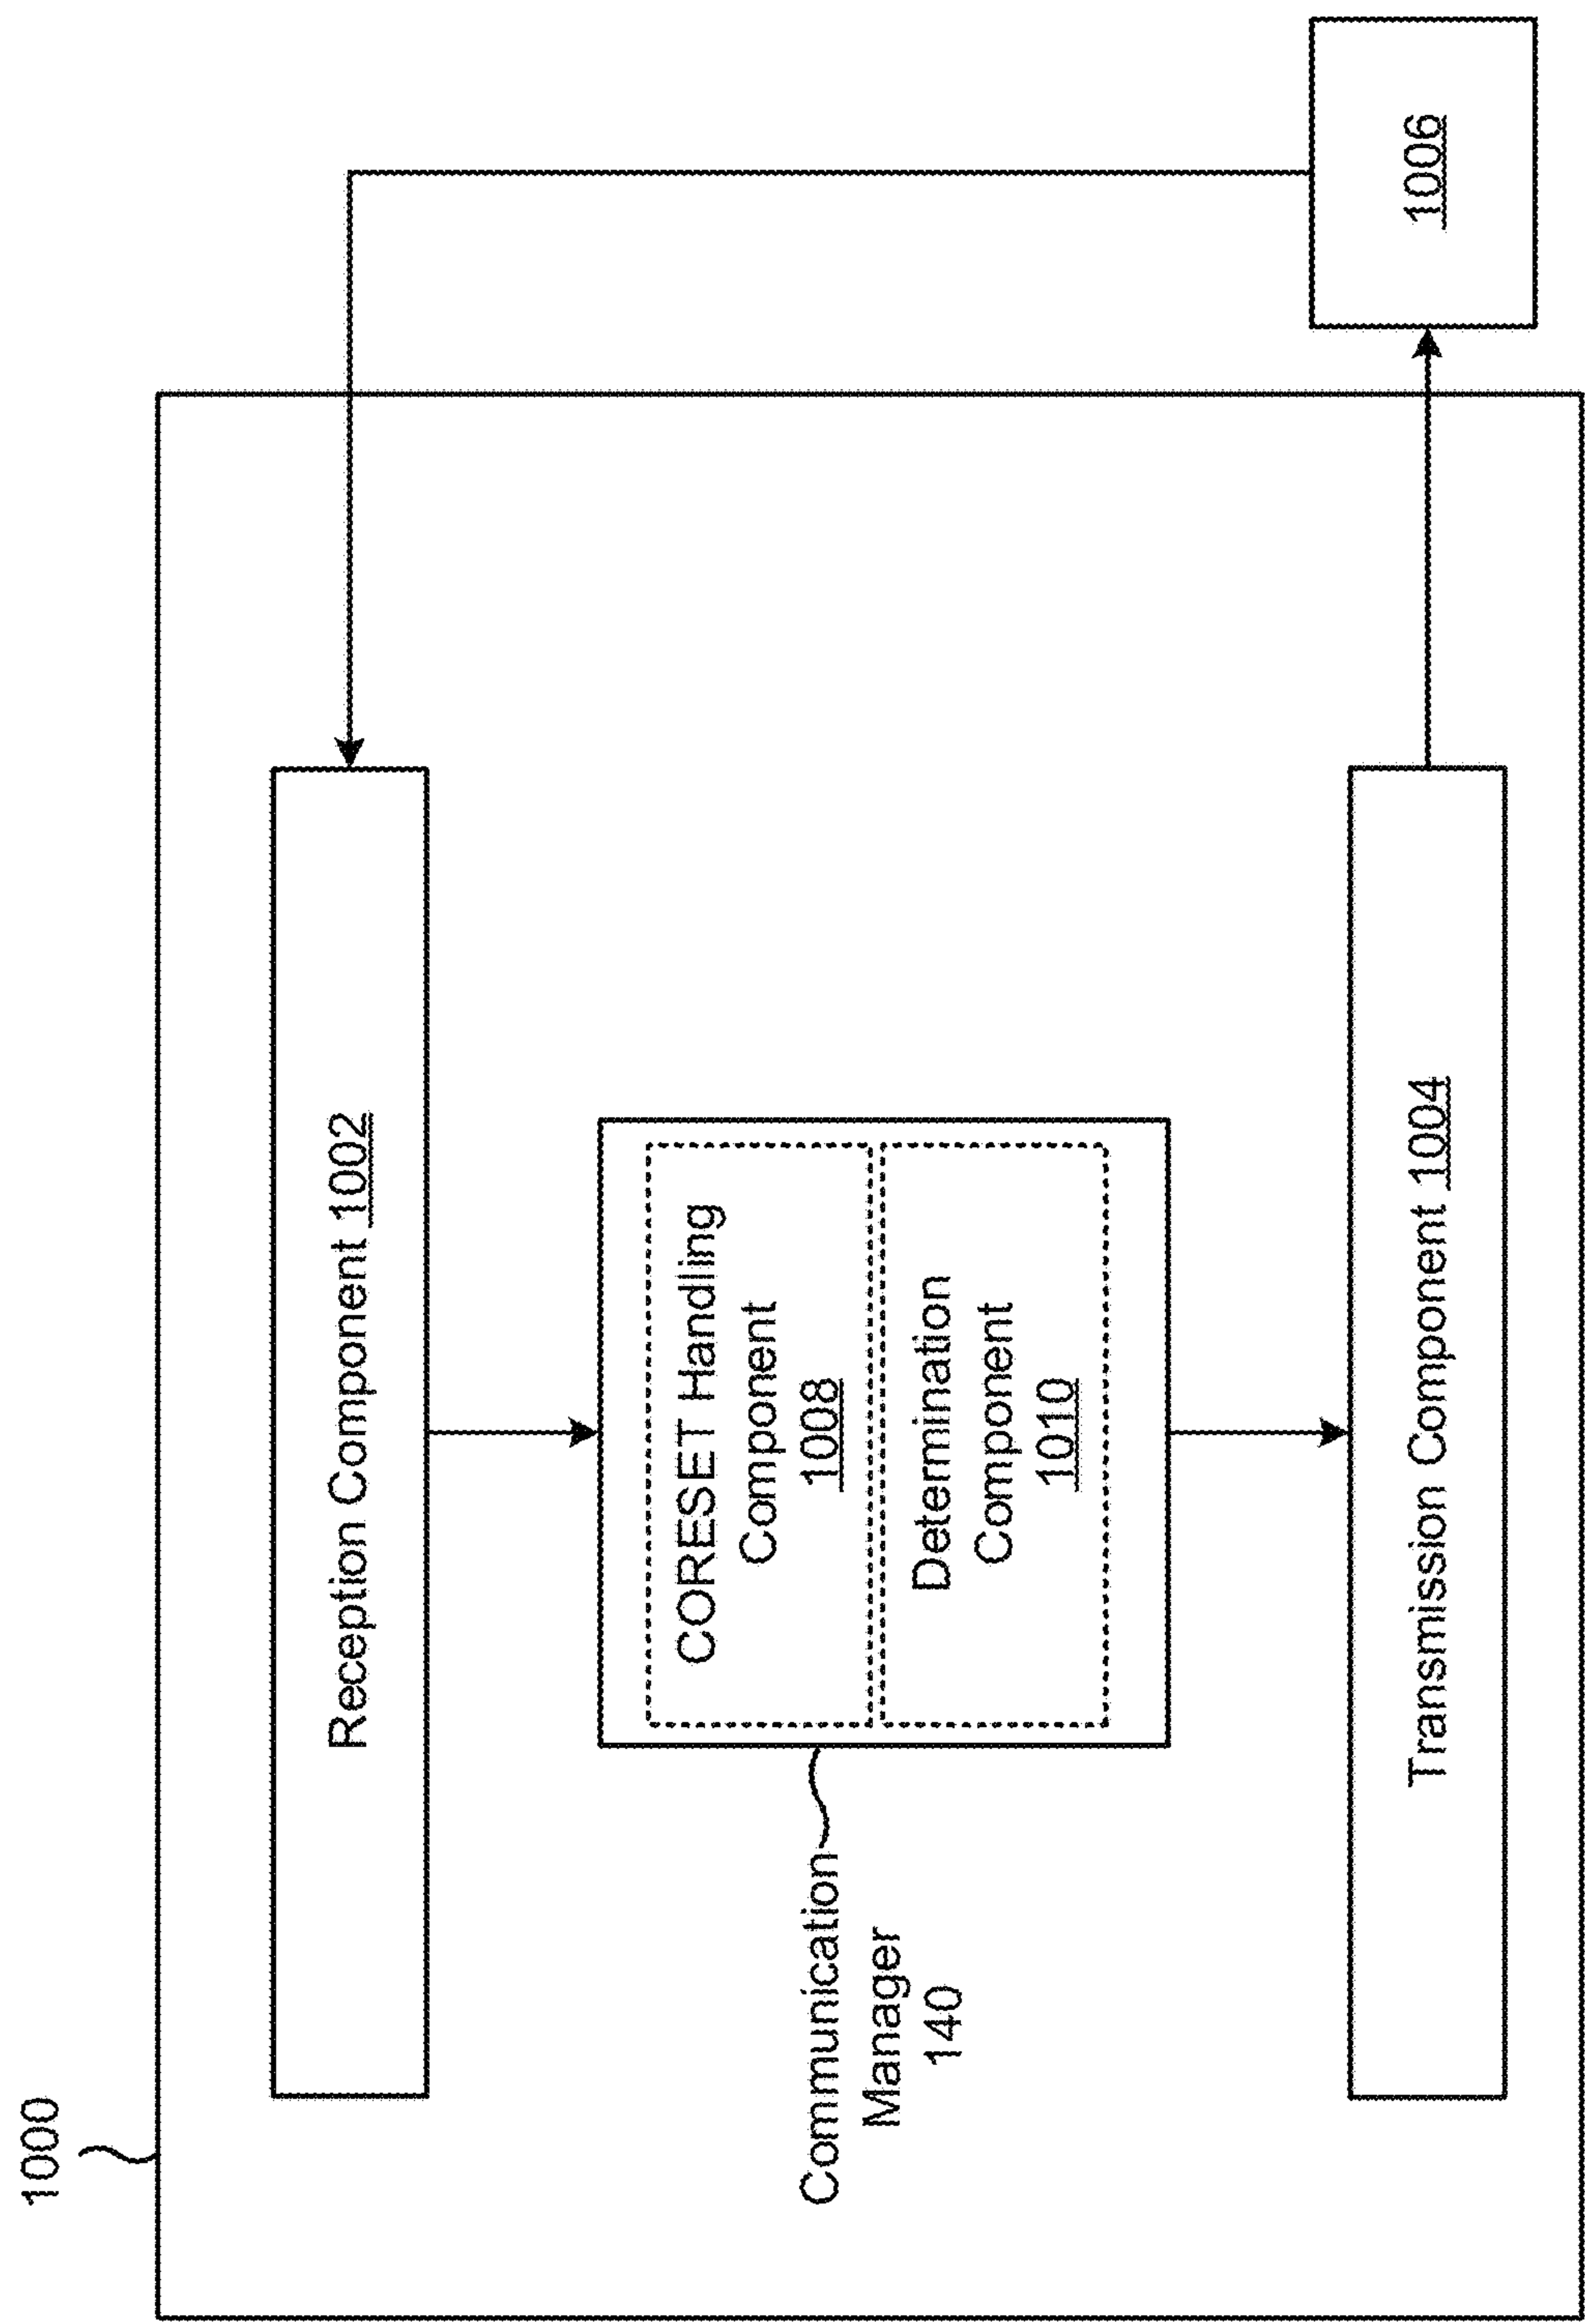 1000
Reception Component 1002
CORESET Handling
Component
1008
Determination
Component
1010
Communication
Manager
140
Transmission Component 1004
1006